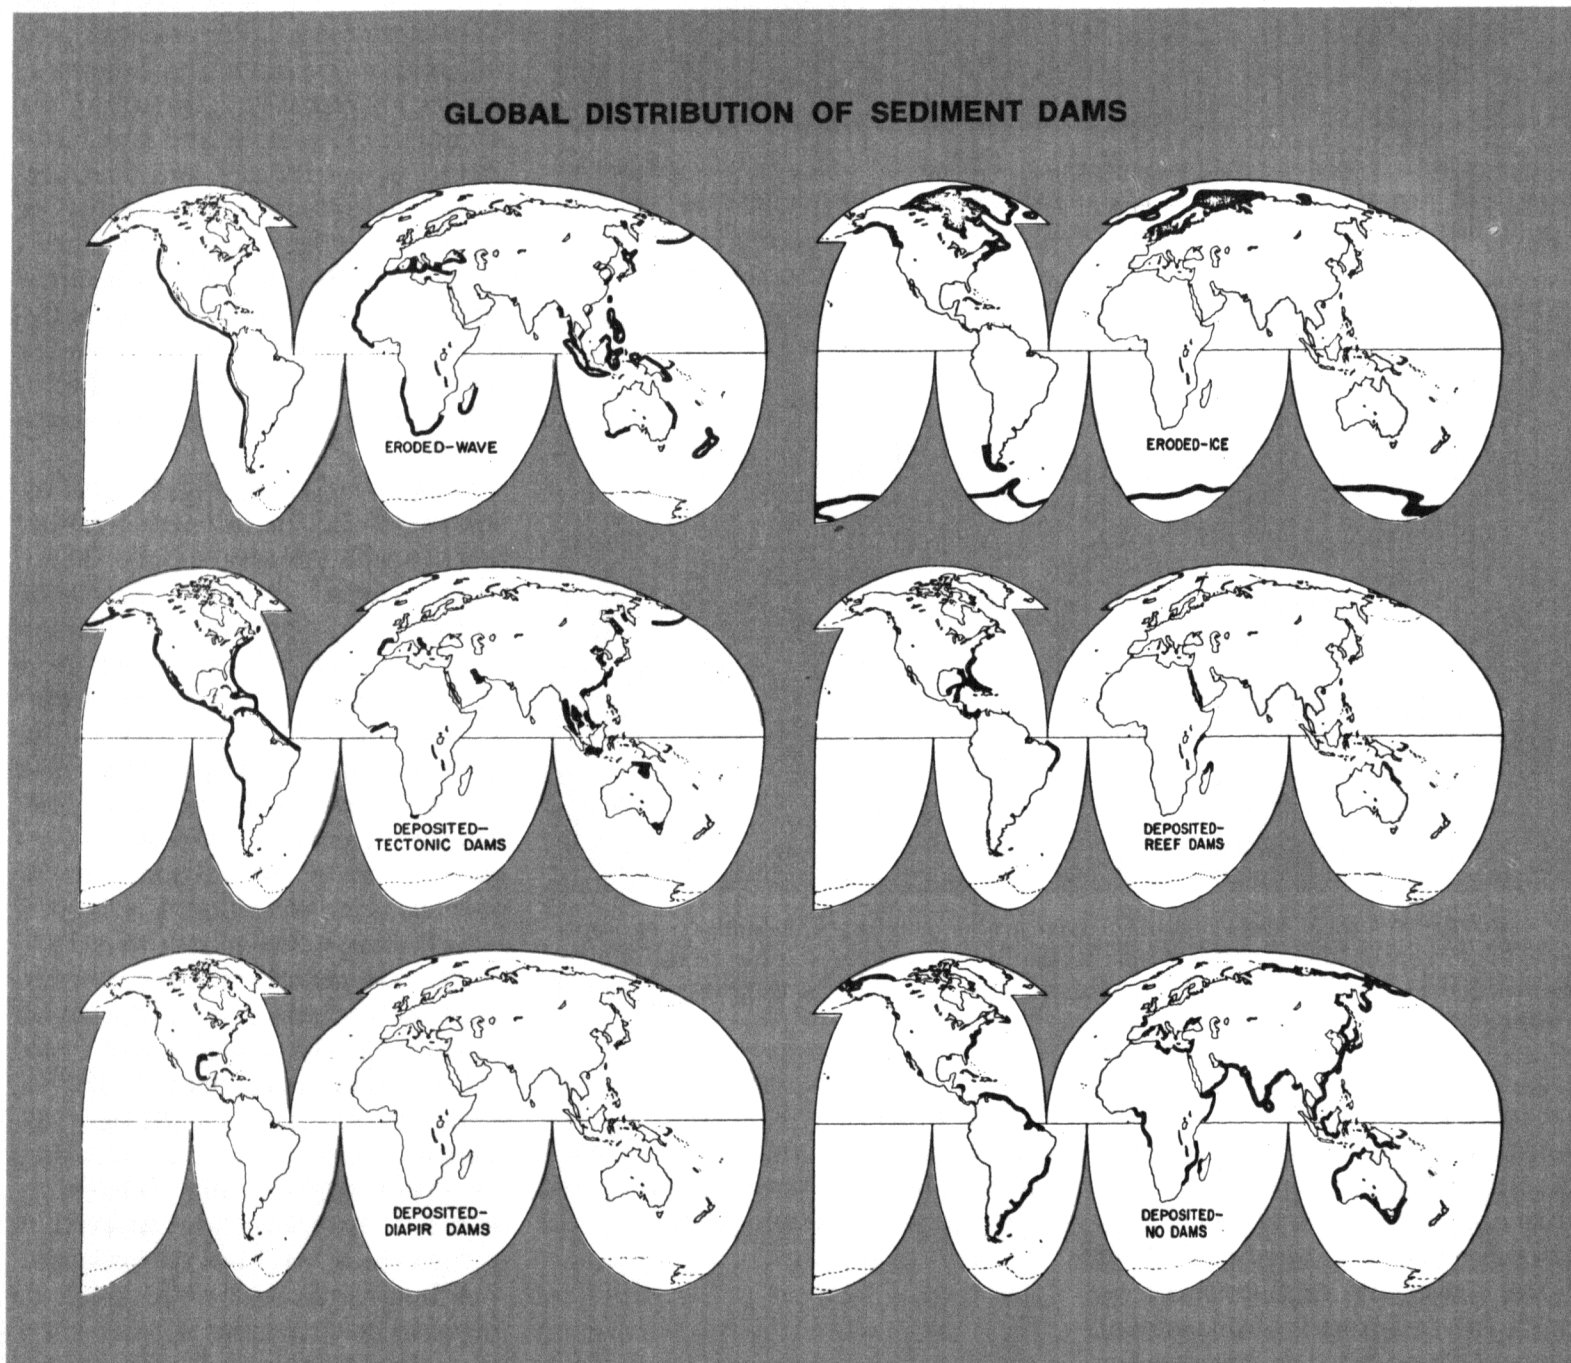 GLOBAL DISTRIBUTION OF SEDIMENT DAMS
ERODED-WAVE
ERODED-ICE
DEPOSITED-
TECTONIC DAMS
DEPOSITED-
REEF DAMS
DEPOSITED-
DIAPIR DAMS
DEPOSITED-
NO DAMS